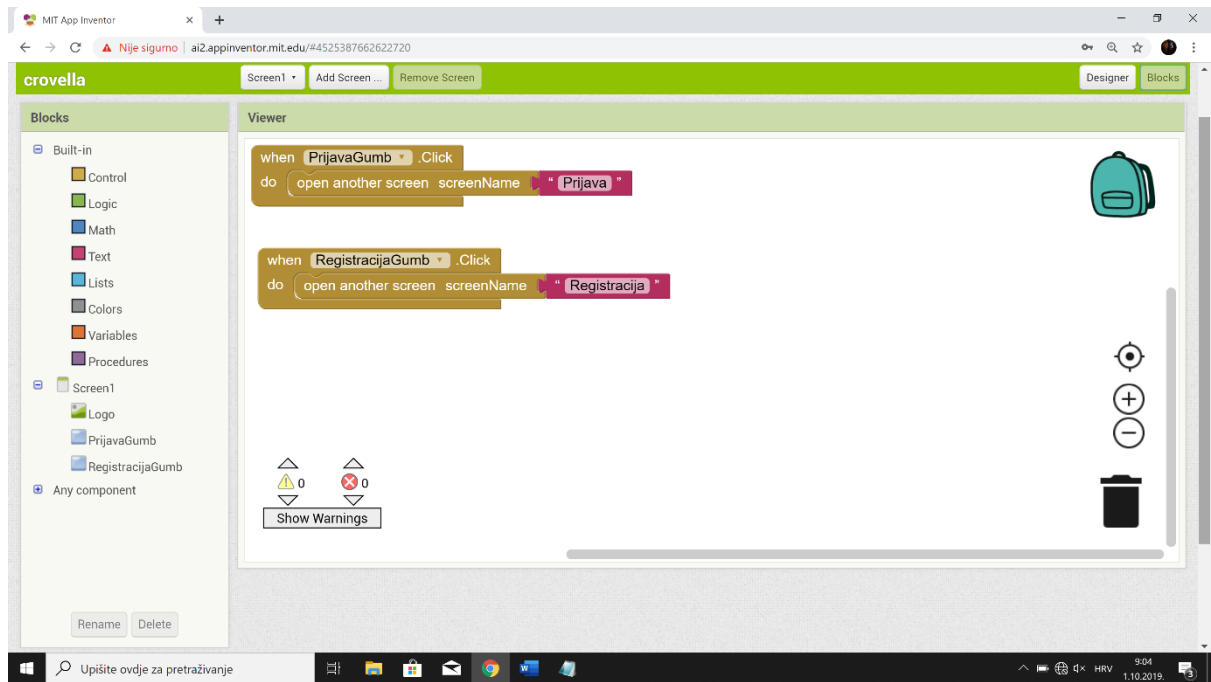 MIT App Inventor
Nije sigurno | ai2.appinventor.mit.edu/#4525387662622720
crovella
Screen1
Add Screen ...
Remove Screen
Designer
Blocks
Blocks
Viewer
Built-in
Control
Logic
Math
Text
Lists
Colors
Variables
Procedures
Screen1
Logo
PrijavaGumb
RegistracijaGumb
Any component
Rename
Delete
when PrijavaGumb .Click
do open another screen screenName " Prijava "
when RegistracijaGumb .Click
do open another screen screenName " Registracija "
0 0
Show Warnings
Upišite ovdje za pretraživanje
HRV
9:04
1.10.2019.
3